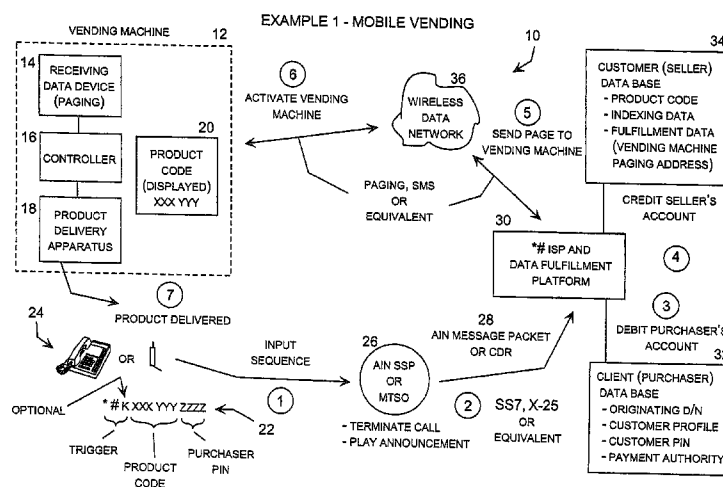 EXAMPLE 1 - MOBILE VENDING
VENDING MACHINE
12
14
RECEIVING
DATA DEVICE
(PAGING)
16
CONTROLLER
18
PRODUCT
DELIVERY
APPARATUS
20
PRODUCT
CODE
(DISPLAYED)
XXX YYY
6
ACTIVATE VENDING
MACHINE
36
WIRELESS
DATA
NETWORK
10
5
SEND PAGE TO
VENDING MACHINE
PAGING, SMS
OR
EQUIVALENT
34
CUSTOMER (SELLER)
DATA BASE
- PRODUCT CODE
- INDEXING DATA
- FULFILLMENT DATA
(VENDING MACHINE
PAGING ADDRESS)
CREDIT SELLER'S
ACCOUNT
4
30
*# ISP AND
DATA FULFILLMENT
PLATFORM
3
DEBIT PURCHASER'S
ACCOUNT
32
CLIENT (PURCHASER)
DATA BASE
- ORIGINATING D/N
- CUSTOMER PROFILE
- CUSTOMER PIN
- PAYMENT AUTHORITY
7
PRODUCT DELIVERED
24
OR
INPUT
SEQUENCE
1
26
AIN SSP
OR
MTSO
- TERMINATE CALL
- PLAY ANNOUNCEMENT
28
AIN MESSAGE PACKET
OR CDR
2
SS7, X-25
OR
EQUIVALENT
OPTIONAL
*#K XXX YYY ZZZZ
22
TRIGGER
PRODUCT
CODE
PURCHASER
PIN